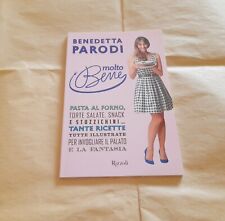 BENEDETTA
PARODI
molto
Bene
PASTA AL FORNO,
TORTE SALATE, SNACK
E STUZZICHINI...
TANTE RICETTE
TUTTE ILLUSTRATE
PER INVOGLIARE IL PALATO
E LA FANTASIA
Rizzoli